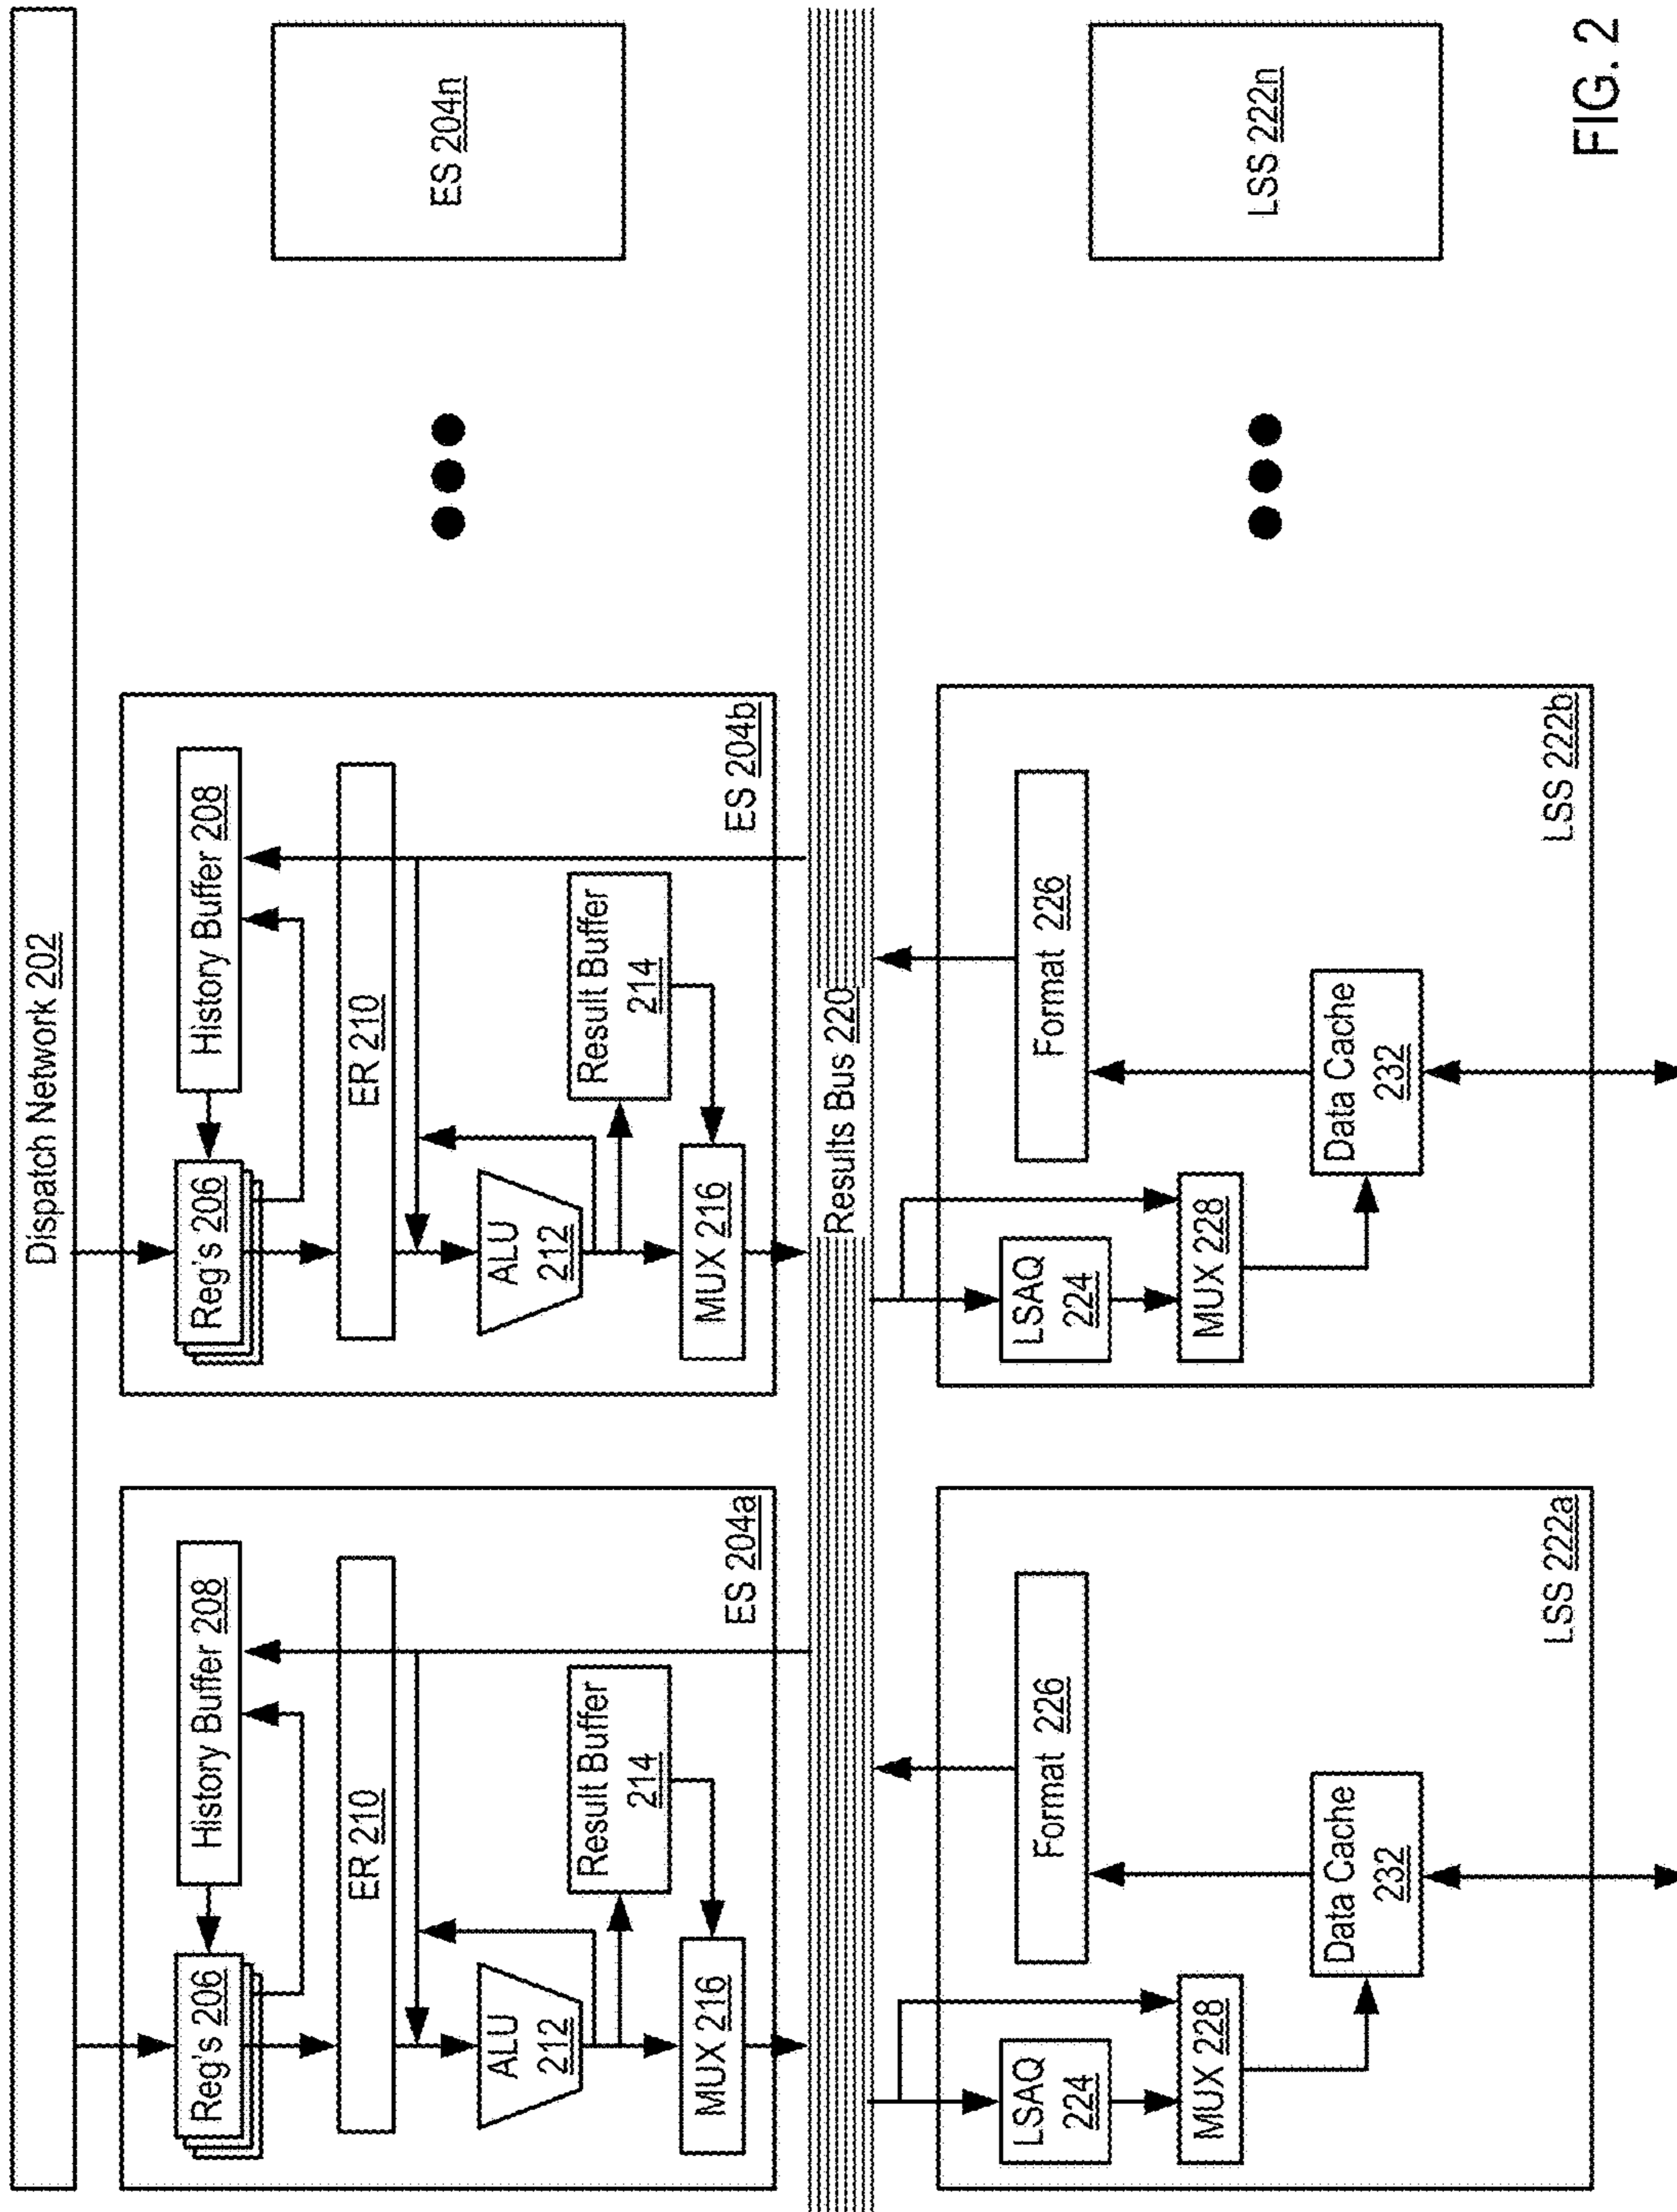 Dispatch Network 202
Reg's 206
History Buffer 208
ER 210
ALU
212
Result Buffer
214
MUX 216
ES 204a
Reg's 206
History Buffer 208
ER 210
ALU
212
Result Buffer
214
MUX 216
ES 204b
ES 204n
Results Bus 220
LSAQ
224
Format 226
MUX 228
Data Cache
232
LSS 222a
LSAQ
224
Format 226
MUX 228
Data Cache
232
LSS 222b
LSS 222n
FIG. 2